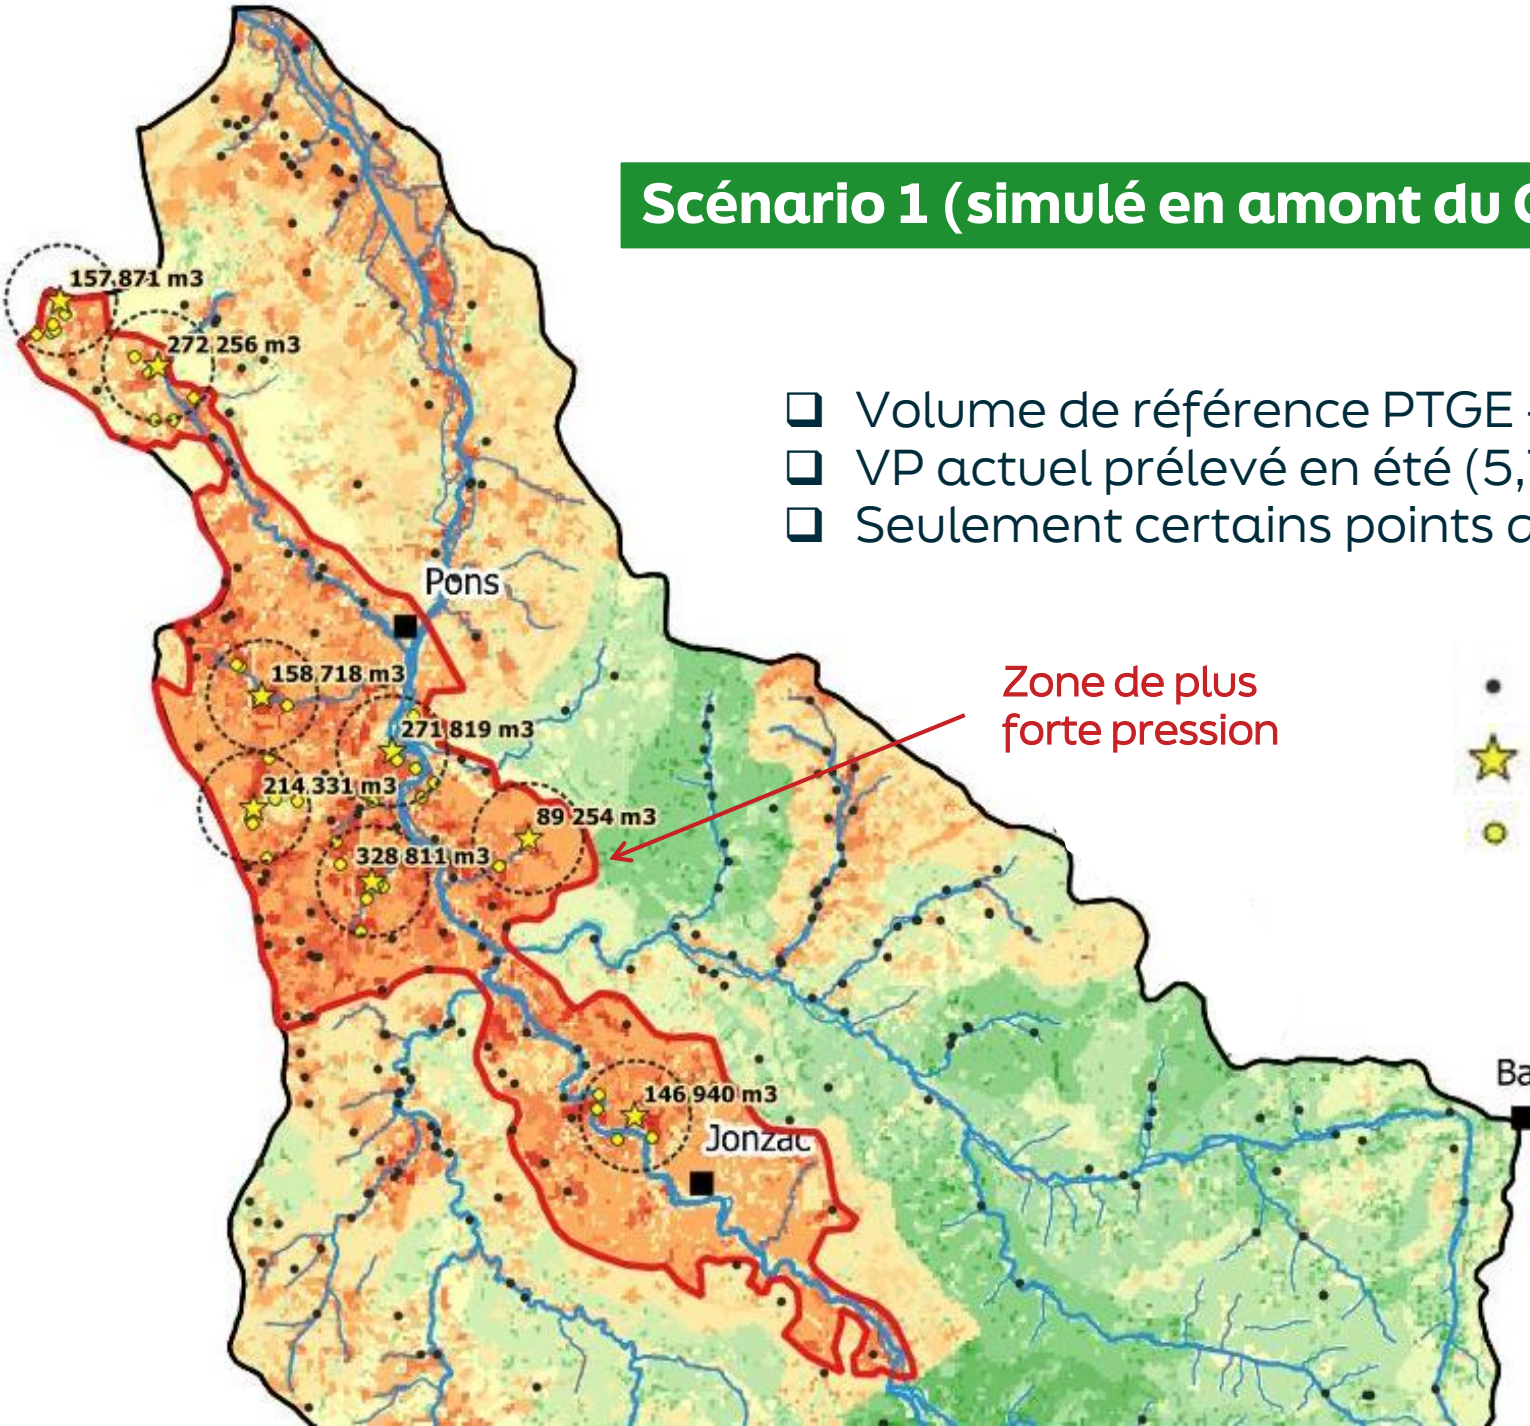 Scénario 1 (simulé en amont du
157 871 m3
272 256 m3
Volume de référence PTGE
VP actuel prélevé en été (5,
Seulement certains points
Pons
158 718 m3
Zone de plus
forte pression
271 819 m3
214 331 m3
89 254 m3
328 811 m3
146 940 m3
Jonzac
Ba